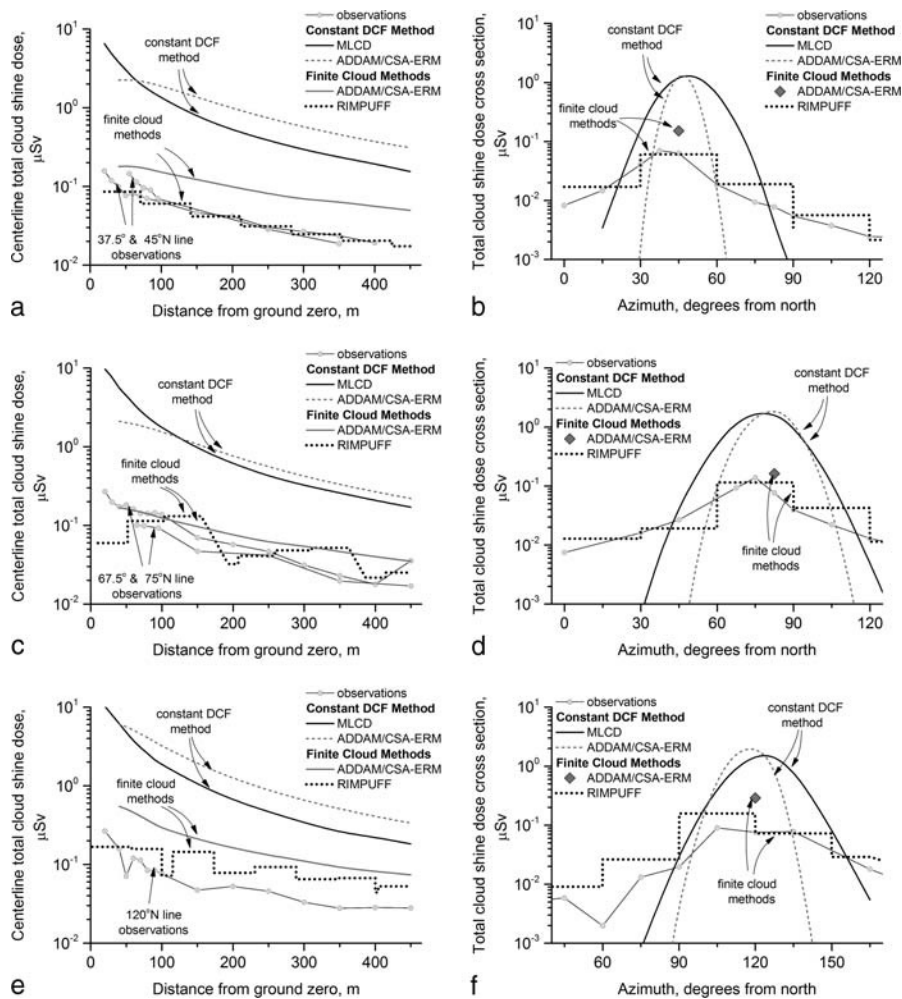 observations
Constant DCF Method
MLCD
ADDAM/CSA-ERM
Finite Cloud Methods
ADDAM/CSA-ERM
RIMPUFF
constant DCF
method
finite cloud
methods
37.5° & 45°N line
observations
Centerline total cloud shine dose,
μSv
10¹
10⁰
10⁻¹
10⁻²
0 100 200 300 400
Distance from ground zero, m
a
observations
Constant DCF Method
MLCD
ADDAM/CSA-ERM
Finite Cloud Methods
ADDAM/CSA-ERM
RIMPUFF
constant DCF
method
finite cloud
methods
Total cloud shine dose cross section,
μSv
10²
10¹
10⁰
10⁻¹
10⁻²
10⁻³
0 30 60 90 120
Azimuth, degrees from north
b
observations
Constant DCF Method
MLCD
ADDAM/CSA-ERM
Finite Cloud Methods
ADDAM/CSA-ERM
RIMPUFF
constant DCF
method
finite cloud
methods
67.5° & 75°N line
observations
Centerline total cloud shine dose,
μSv
10¹
10⁰
10⁻¹
10⁻²
0 100 200 300 400
Distance from ground zero, m
c
observations
Constant DCF Method
MLCD
ADDAM/CSA-ERM
Finite Cloud Methods
ADDAM/CSA-ERM
RIMPUFF
constant DCF
method
finite cloud
methods
Total cloud shine dose cross section,
μSv
10²
10¹
10⁰
10⁻¹
10⁻²
10⁻³
0 30 60 90 120
Azimuth, degrees from north
d
observations
Constant DCF Method
MLCD
ADDAM/CSA-ERM
Finite Cloud Methods
ADDAM/CSA-ERM
RIMPUFF
constant DCF
method
finite cloud
methods
120°N line
observations
Centerline total cloud shine dose,
μSv
10¹
10⁰
10⁻¹
10⁻²
0 100 200 300 400
Distance from ground zero, m
e
observations
Constant DCF Method
MLCD
ADDAM/CSA-ERM
Finite Cloud Methods
ADDAM/CSA-ERM
RIMPUFF
constant DCF
method
finite cloud
methods
Total cloud shine dose cross section,
μSv
10²
10¹
10⁰
10⁻¹
10⁻²
10⁻³
60 90 120 150
Azimuth, degrees from north
f